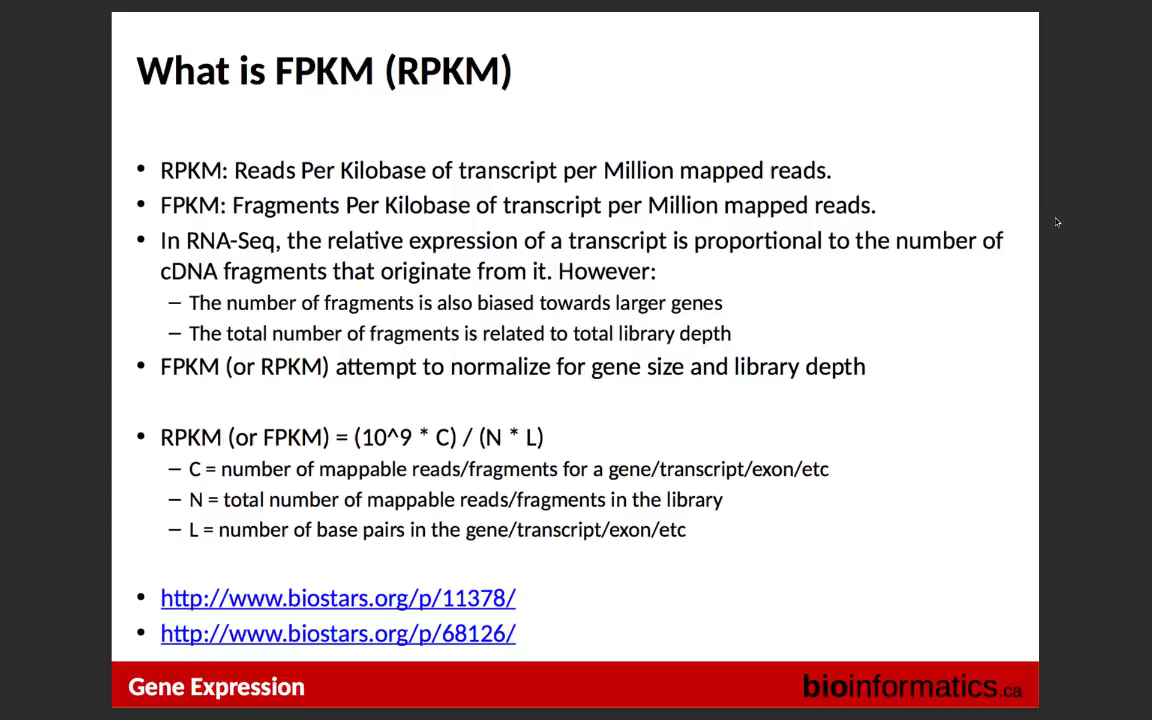 What is FPKM (RPKM)
• RPKM: Reads Per Kilobase of transcript per Million mapped reads.
• FPKM: Fragments Per Kilobase of transcript per Million mapped reads.
• In RNA-Seq, the relative expression of a transcript is proportional to the number of
cDNA fragments that originate from it. However:
– The number of fragments is also biased towards larger genes
– The total number of fragments is related to total library depth
• FPKM (or RPKM) attempt to normalize for gene size and library depth
• RPKM (or FPKM) = (10^9 * C) / (N * L)
– C = number of mappable reads/fragments for a gene/transcript/exon/etc
– N = total number of mappable reads/fragments in the library
– L = number of base pairs in the gene/transcript/exon/etc
• http://www.biostars.org/p/11378/
• http://www.biostars.org/p/68126/
Gene Expression
bioinformatics.ca